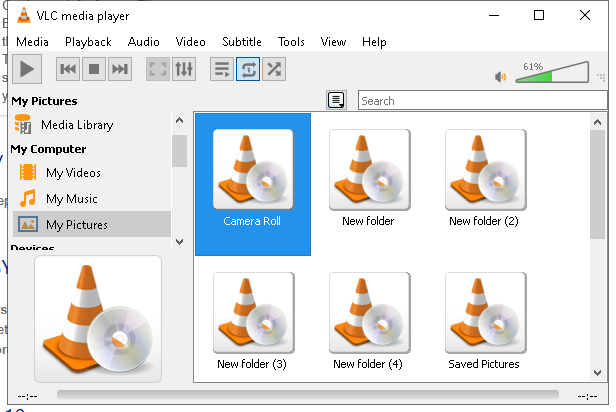 VLC media player
Media Playback Audio Video Subtitle Tools View Help
61%
My Pictures
Search
Media Library
My Computer
My Videos
My Music
My Pictures
Devices
Camera Roll
New folder
New folder (2)
New folder (3)
New folder (4)
Saved Pictures
--:--
--:--